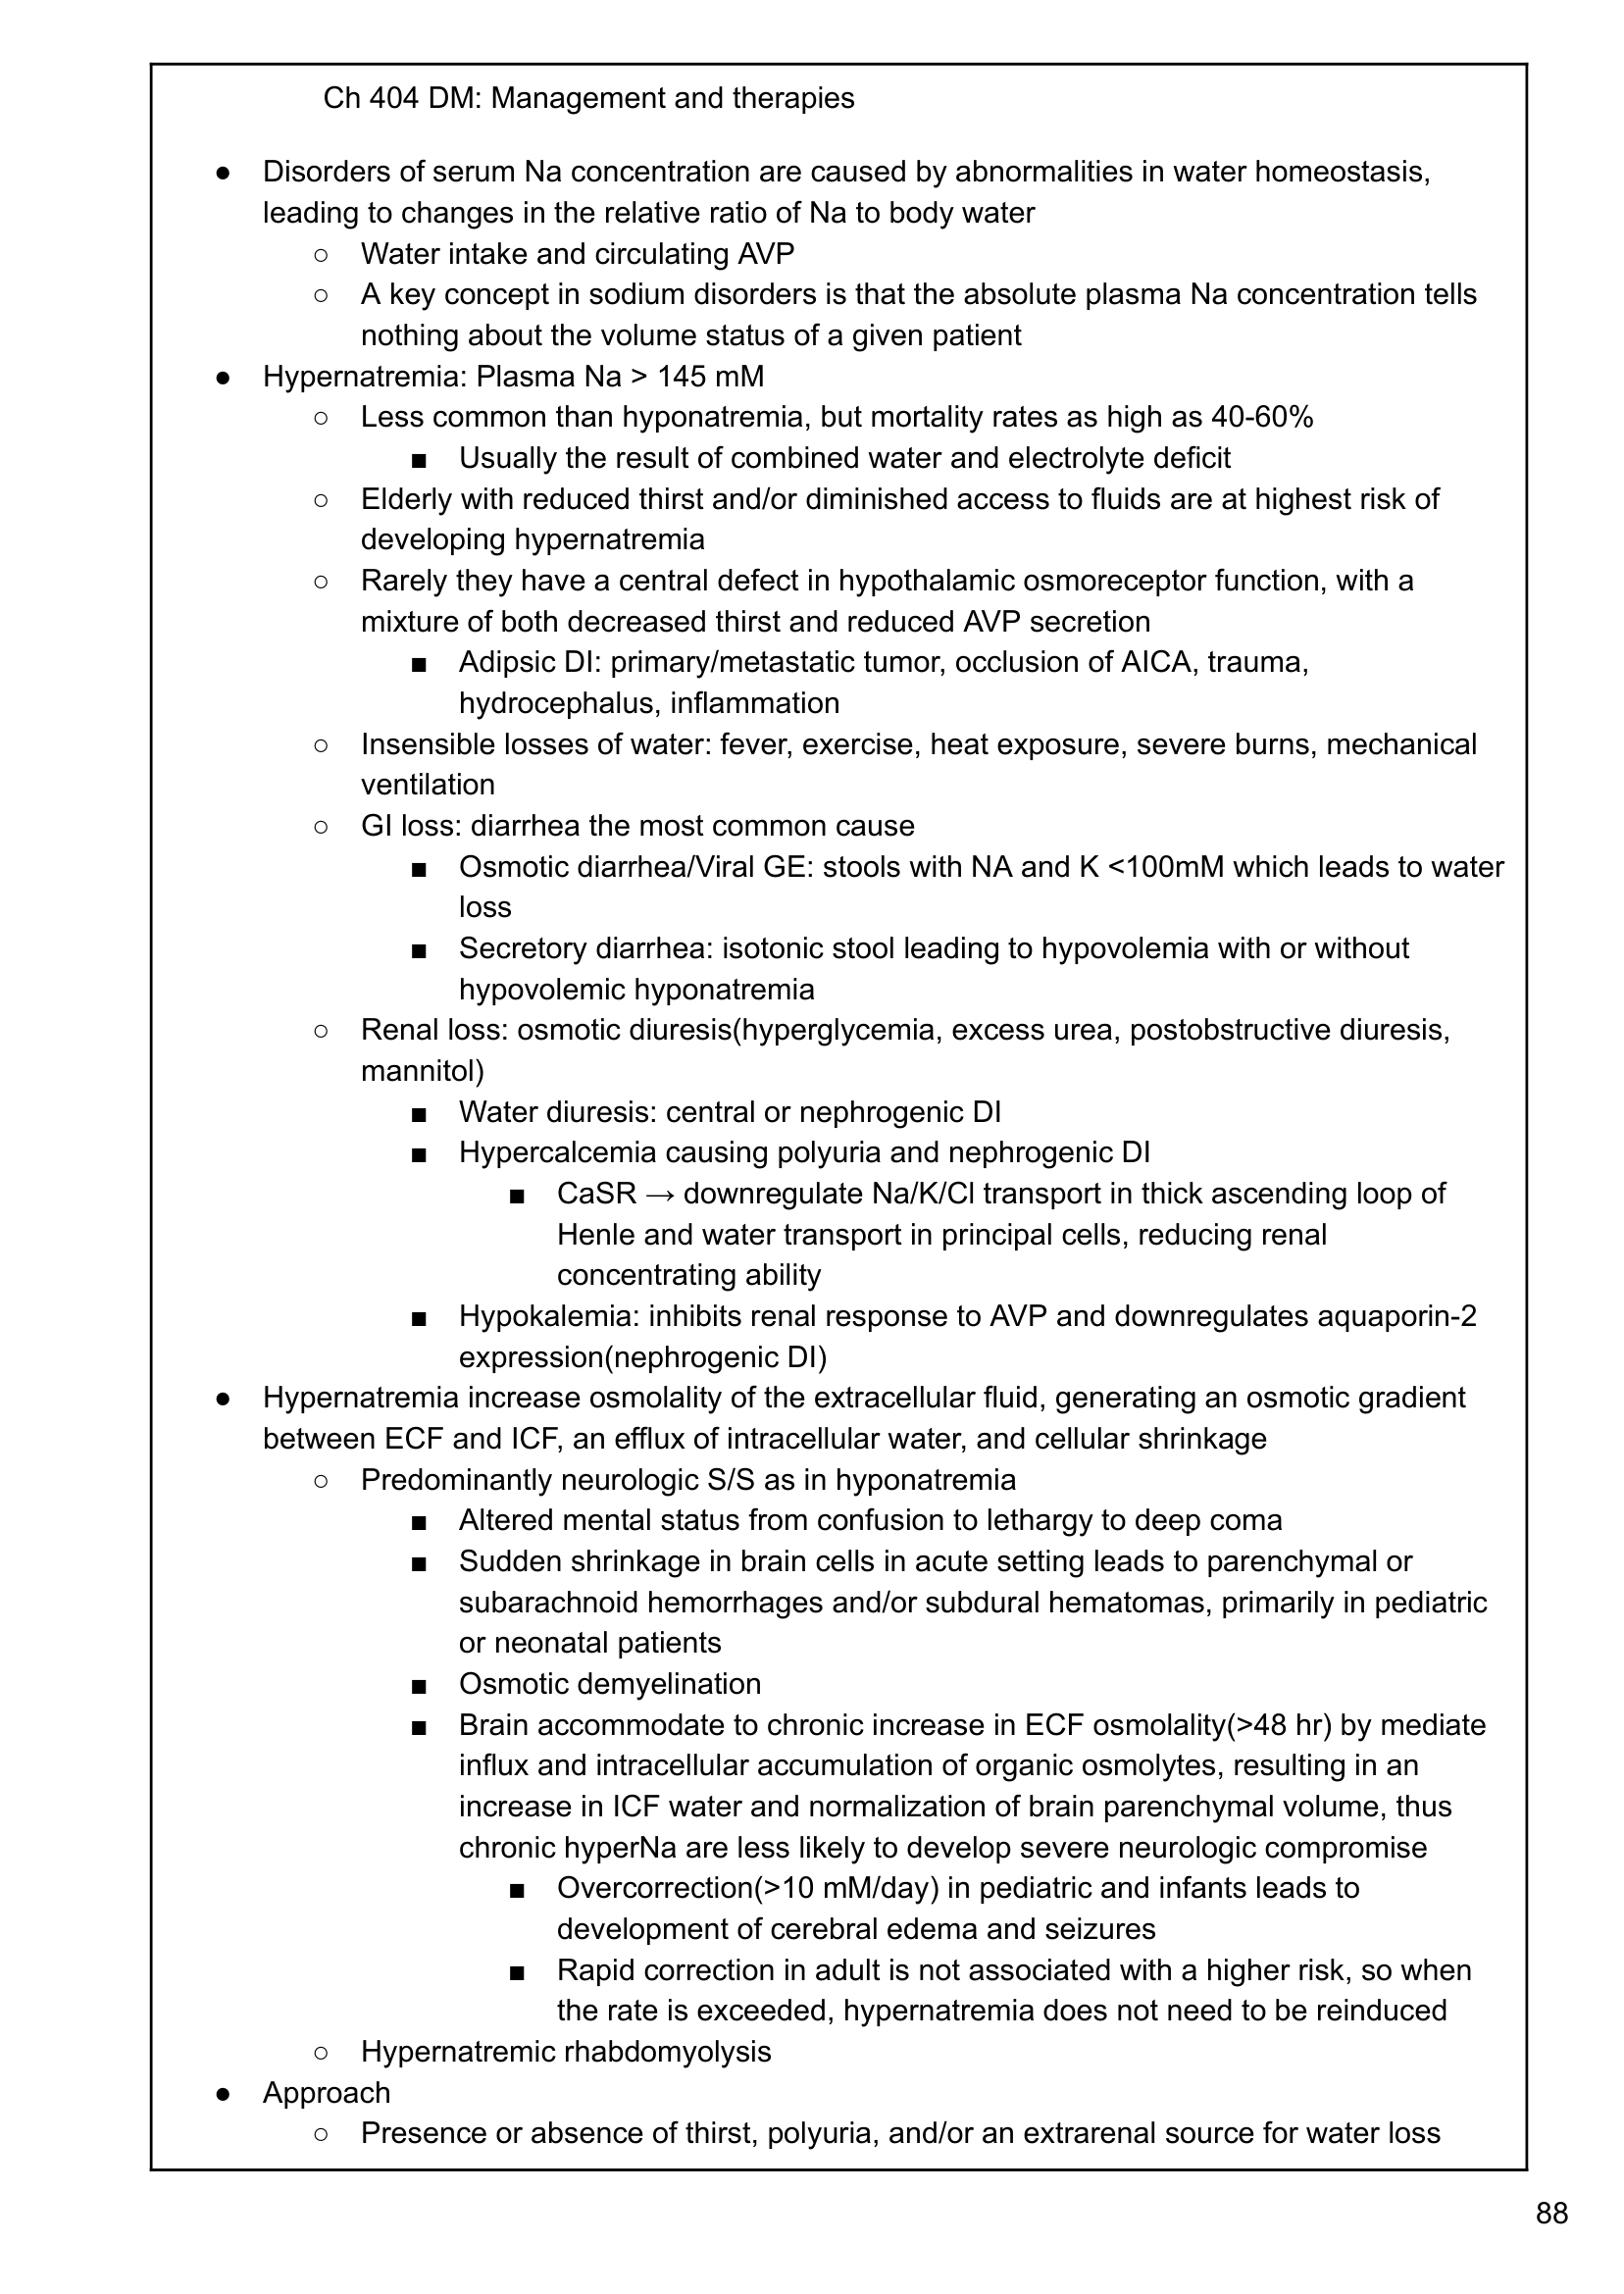 Ch 404 DM: Management and therapies
● Disorders of serum Na concentration are caused by abnormalities in water homeostasis,
leading to changes in the relative ratio of Na to body water
○ Water intake and circulating AVP
○ A key concept in sodium disorders is that the absolute plasma Na concentration tells
nothing about the volume status of a given patient
● Hypernatremia: Plasma Na > 145 mM
○ Less common than hyponatremia, but mortality rates as high as 40-60%
■ Usually the result of combined water and electrolyte deficit
○ Elderly with reduced thirst and/or diminished access to fluids are at highest risk of
developing hypernatremia
○ Rarely they have a central defect in hypothalamic osmoreceptor function, with a
mixture of both decreased thirst and reduced AVP secretion
■ Adipsic DI: primary/metastatic tumor, occlusion of AICA, trauma,
hydrocephalus, inflammation
○ Insensible losses of water: fever, exercise, heat exposure, severe burns, mechanical
ventilation
○ GI loss: diarrhea the most common cause
■ Osmotic diarrhea/Viral GE: stools with NA and K <100mM which leads to water
loss
■ Secretory diarrhea: isotonic stool leading to hypovolemia with or without
hypovolemic hyponatremia
○ Renal loss: osmotic diuresis(hyperglycemia, excess urea, postobstructive diuresis,
mannitol)
■ Water diuresis: central or nephrogenic DI
■ Hypercalcemia causing polyuria and nephrogenic DI
■ CaSR → downregulate Na/K/Cl transport in thick ascending loop of
Henle and water transport in principal cells, reducing renal
concentrating ability
■ Hypokalemia: inhibits renal response to AVP and downregulates aquaporin-2
expression(nephrogenic DI)
● Hypernatremia increase osmolality of the extracellular fluid, generating an osmotic gradient
between ECF and ICF, an efflux of intracellular water, and cellular shrinkage
○ Predominantly neurologic S/S as in hyponatremia
■ Altered mental status from confusion to lethargy to deep coma
■ Sudden shrinkage in brain cells in acute setting leads to parenchymal or
subarachnoid hemorrhages and/or subdural hematomas, primarily in pediatric
or neonatal patients
■ Osmotic demyelination
■ Brain accommodate to chronic increase in ECF osmolality(>48 hr) by mediate
influx and intracellular accumulation of organic osmolytes, resulting in an
increase in ICF water and normalization of brain parenchymal volume, thus
chronic hyperNa are less likely to develop severe neurologic compromise
■ Overcorrection(>10 mM/day) in pediatric and infants leads to
development of cerebral edema and seizures
■ Rapid correction in adult is not associated with a higher risk, so when
the rate is exceeded, hypernatremia does not need to be reinduced
○ Hypernatremic rhabdomyolysis
● Approach
○ Presence or absence of thirst, polyuria, and/or an extrarenal source for water loss
88